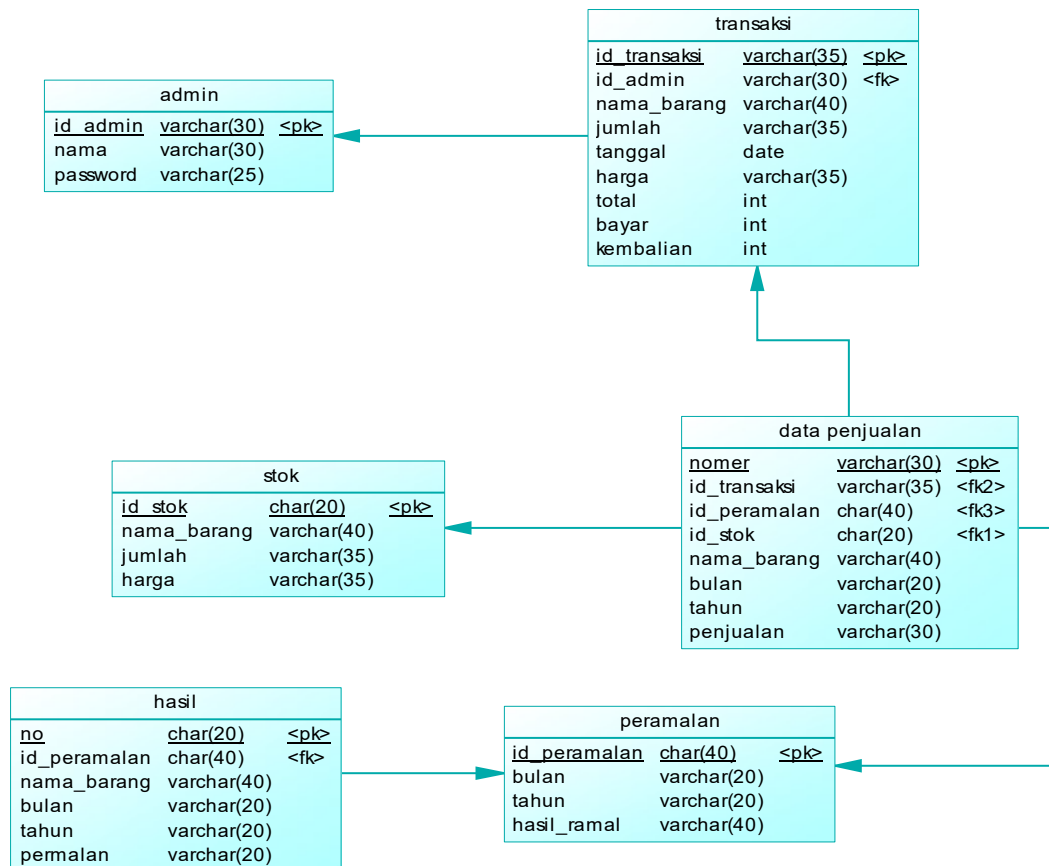 transaksi
id_transaksi varchar(35) <pk>
id_admin varchar(30) <fk>
nama_barang varchar(40)
jumlah varchar(35)
tanggal date
harga varchar(35)
total int
bayar int
kembalian int
admin
id_admin varchar(30) <pk>
nama varchar(30)
password varchar(25)
data penjualan
nomer varchar(30) <pk>
id_transaksi varchar(35) <fk2>
id_peramalan char(40) <fk3>
id_stok char(20) <fk1>
nama_barang varchar(40)
bulan varchar(20)
tahun varchar(20)
penjualan varchar(30)
stok
id_stok char(20) <pk>
nama_barang varchar(40)
jumlah varchar(35)
harga varchar(35)
hasil
no char(20) <pk>
id_peramalan char(40) <fk>
nama_barang varchar(40)
bulan varchar(20)
tahun varchar(20)
permalan varchar(20)
peramalan
id_peramalan char(40) <pk>
bulan varchar(20)
tahun varchar(20)
hasil_ramal varchar(40)